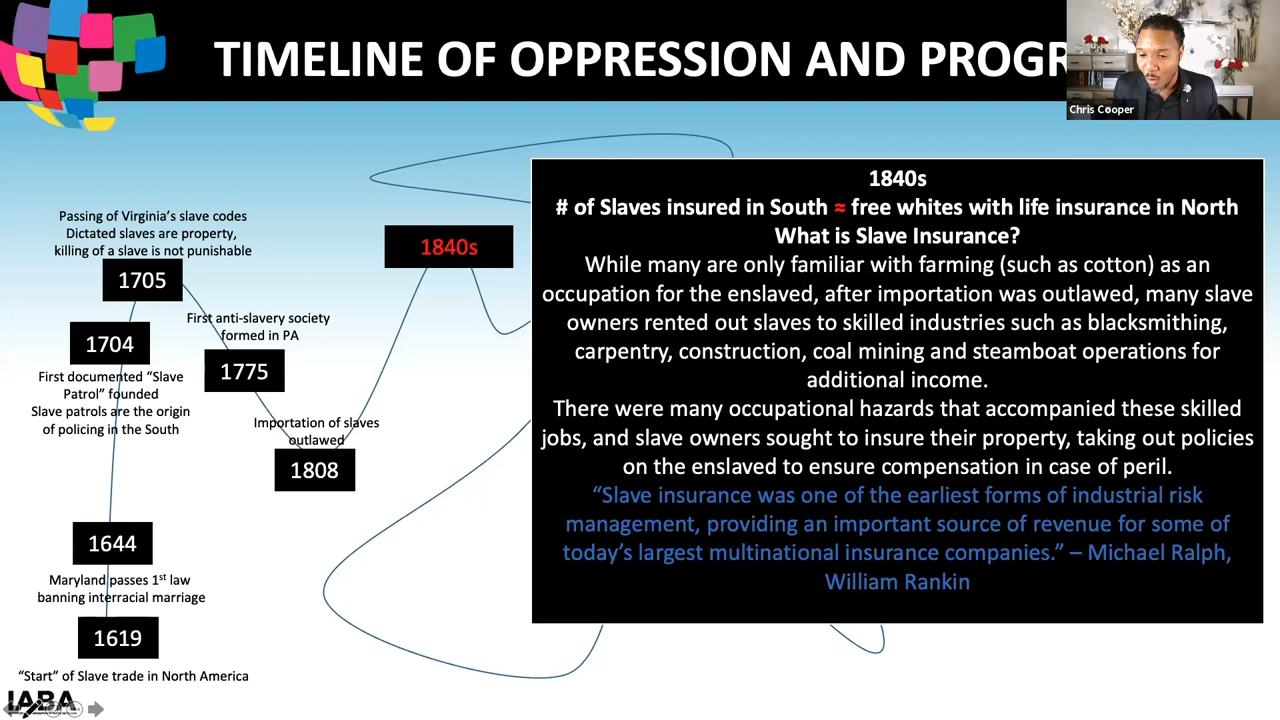 TIMELINE OF OPPRESSION AND PROGR
Chris Cooper
Passing of Virginia's slave codes
Dictated slaves are property,
killing of a slave is not punishable
1705
1704
First documented "Slave
Patrol" founded
Slave patrols are the origin
of policing in the South
First anti-slavery society
formed in PA
1775
Importation of slaves
outlawed
1808
1644
Maryland passes 1st law
banning interracial marriage
1619
"Start" of Slave trade in North America
1840s
1840s
# of Slaves insured in South ≈ free whites with life insurance in North
What is Slave Insurance?
While many are only familiar with farming (such as cotton) as an
occupation for the enslaved, after importation was outlawed, many slave
owners rented out slaves to skilled industries such as blacksmithing,
carpentry, construction, coal mining and steamboat operations for
additional income.
There were many occupational hazards that accompanied these skilled
jobs, and slave owners sought to insure their property, taking out policies
on the enslaved to ensure compensation in case of peril.
"Slave insurance was one of the earliest forms of industrial risk
management, providing an important source of revenue for some of
today's largest multinational insurance companies." – Michael Ralph,
William Rankin
IABA